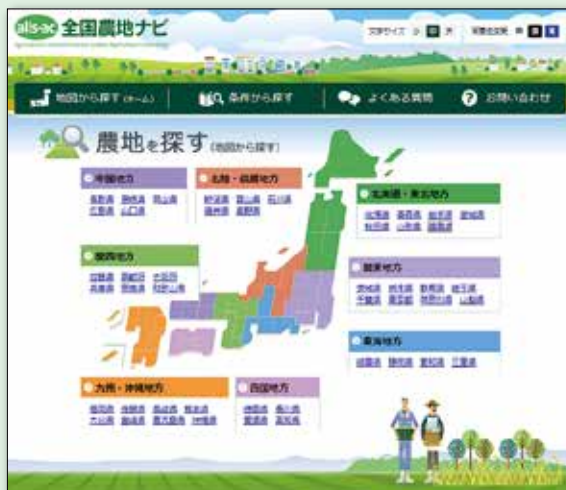 alis-ac 全国農地ナビ
文字サイズ 小 中 大 背景色変更
地図から探す(ホーム) 条件から探す よくある質問 お問い合わせ
農地を探す(地図から探す)
中国地方
鳥取県 島根県 岡山県
広島県 山口県
北陸・信越地方
新潟県 富山県 石川県
福井県 長野県
北海道・東北地方
北海道 青森県 岩手県 宮城県
秋田県 山形県 福島県
関西地方
滋賀県 京都府 大阪府
兵庫県 奈良県 和歌山県
関東地方
茨城県 栃木県 群馬県 埼玉県
千葉県 東京都 神奈川県 山梨県
東海地方
岐阜県 静岡県 愛知県 三重県
九州・沖縄地方
福岡県 佐賀県 長崎県 熊本県
大分県 宮崎県 鹿児島県 沖縄県
四国地方
徳島県 香川県
愛媛県 高知県